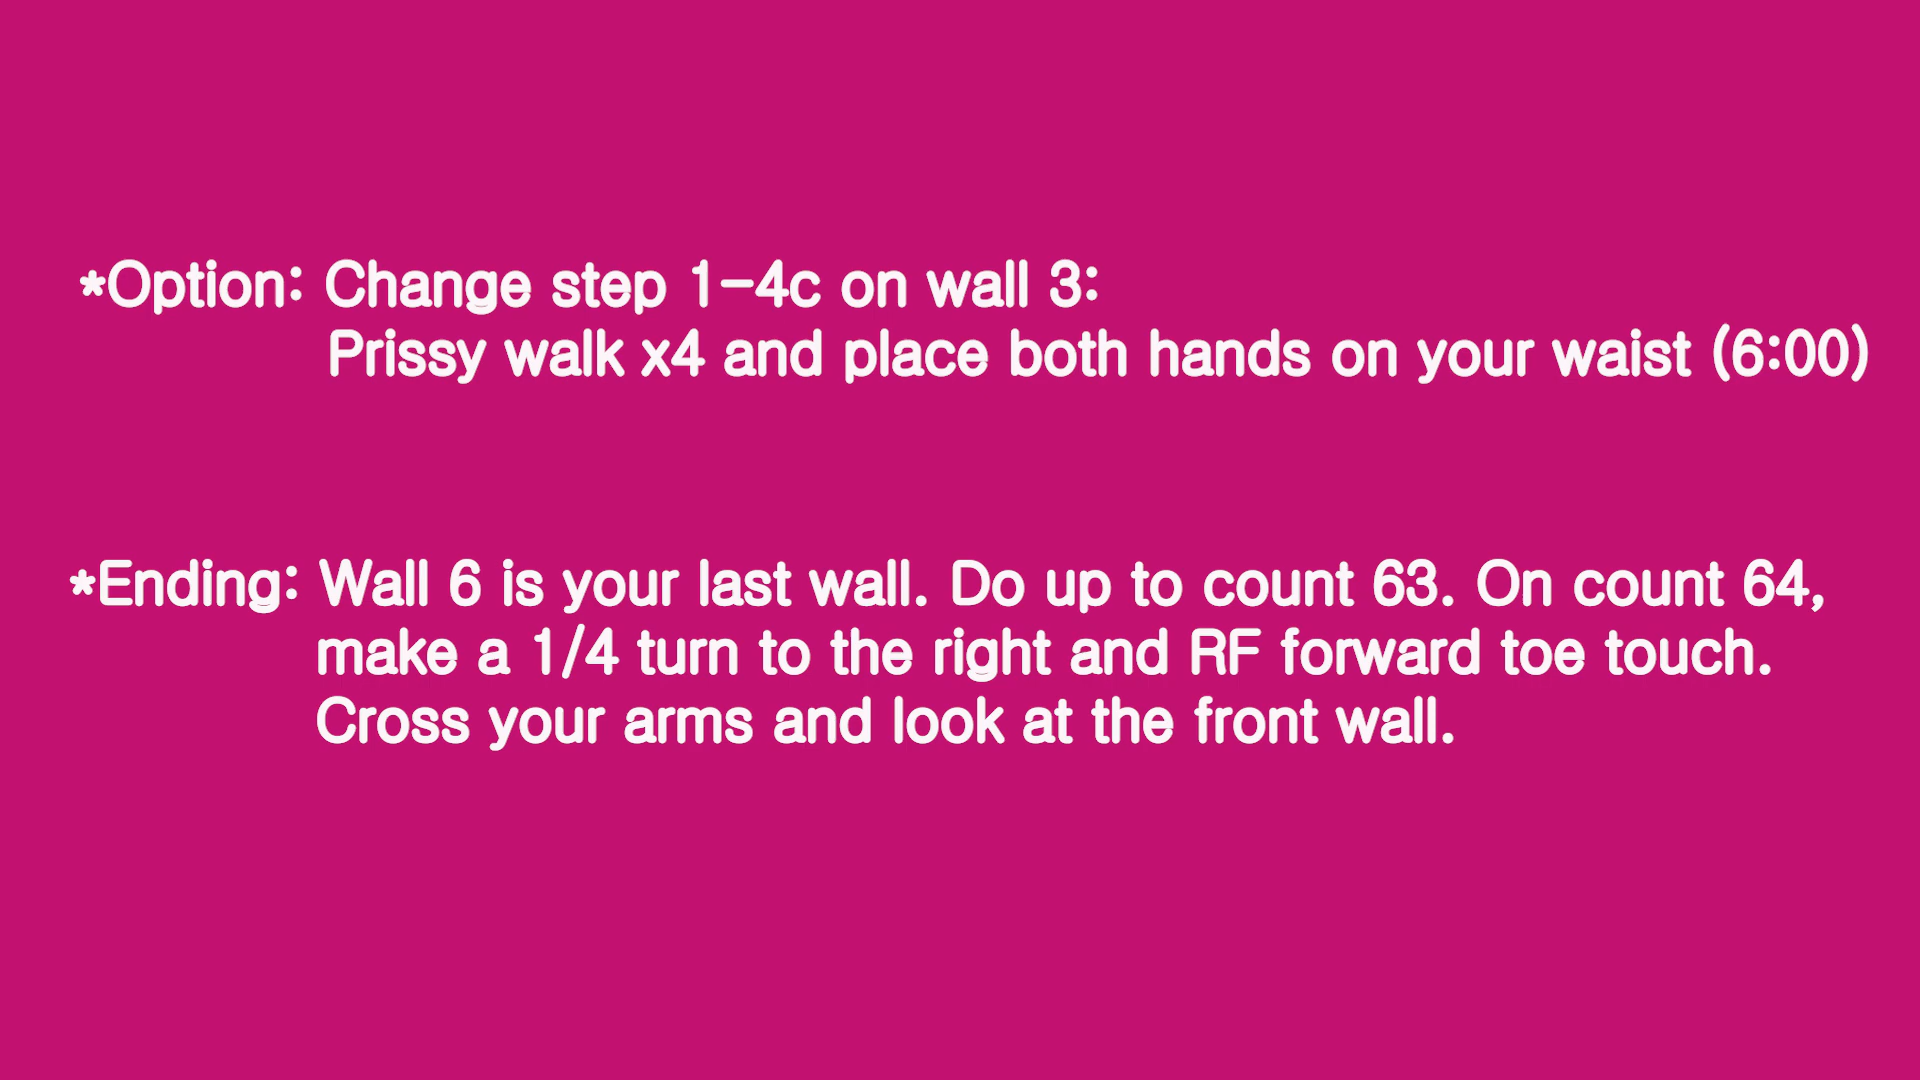 *Option: Change step 1-4c on wall 3:
Prissy walk x4 and place both hands on your waist (6:00)
*Ending: Wall 6 is your last wall. Do up to count 63. On count 64,
make a 1/4 turn to the right and RF forward toe touch.
Cross your arms and look at the front wall.